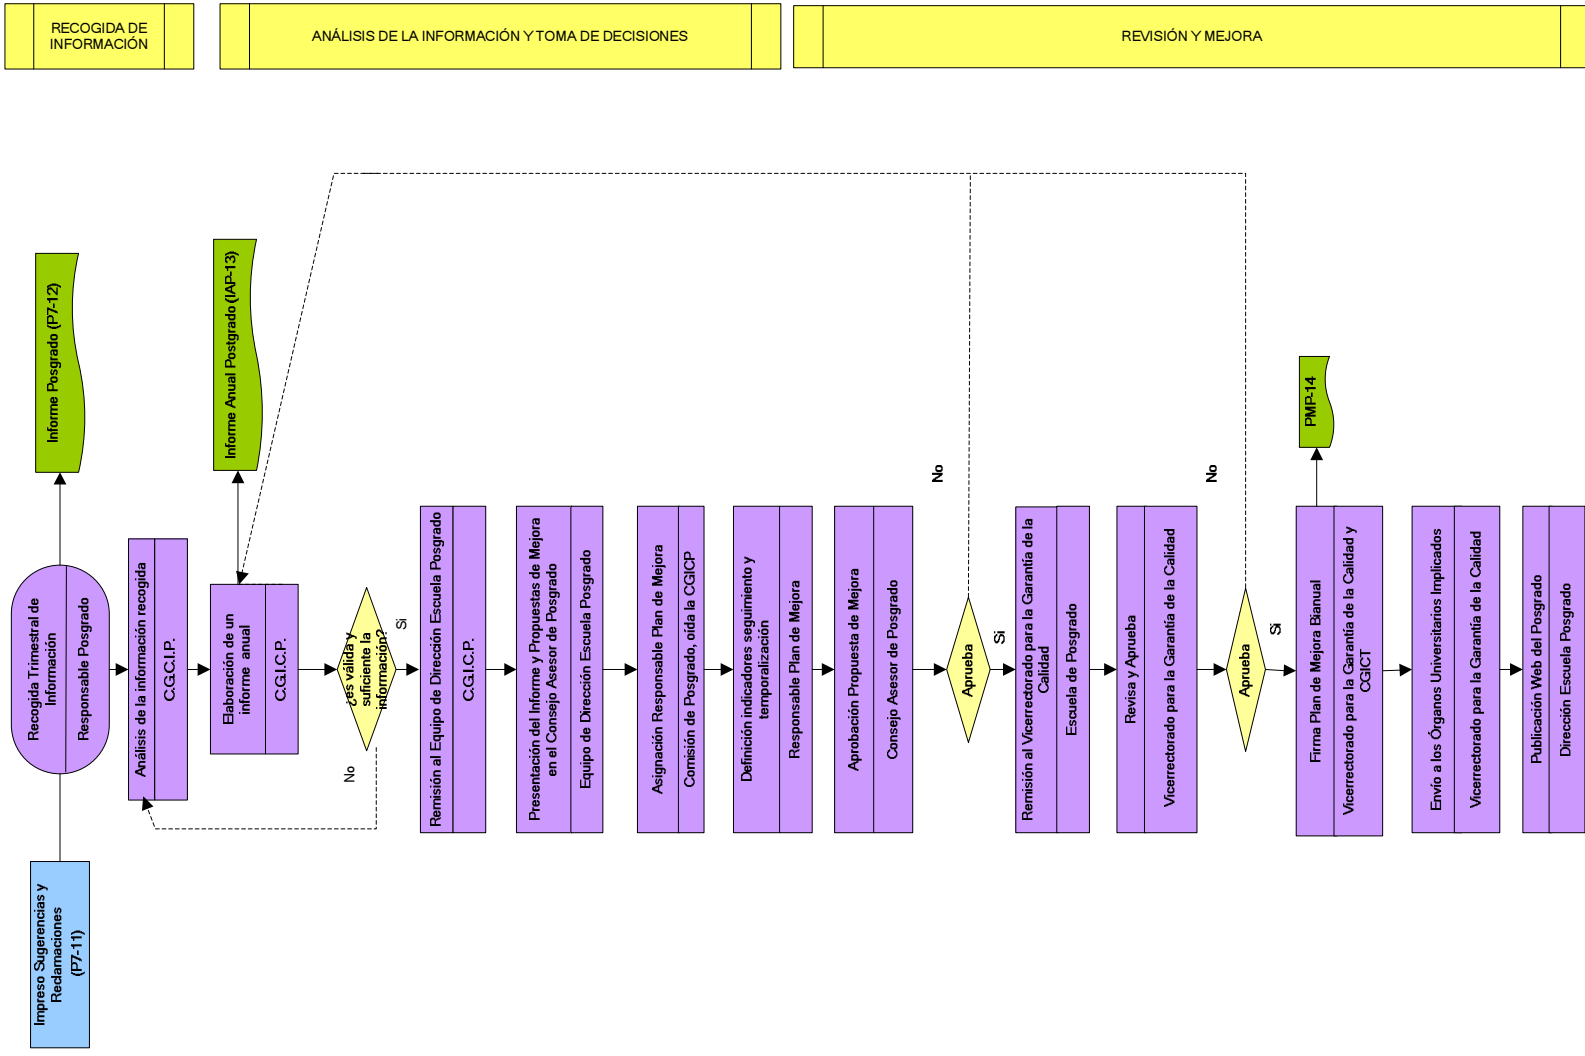 RECOGIDA DE
INFORMACIÓN
ANÁLISIS DE LA INFORMACIÓN Y TOMA DE DECISIONES
REVISIÓN Y MEJORA
Informe Posgrado (P7-12)
Recogida Trimestral de
Información
Responsable Posgrado
Impreso Sugerencias y
Reclamaciones
(P7-11)
Análisis de la información recogida
C.G.C.I.P.
Informe Anual Postgrado (IAP-13)
Elaboración de un
informe anual
C.G.I.C.P.
¿es válida y
suficiente la
información?
Si
No
Remisión al Equipo de Dirección Escuela Posgrado
C.G.I.C.P.
Presentación del Informe y Propuestas de Mejora
en el Consejo Asesor de Posgrado
Equipo de Dirección Escuela Posgrado
Asignación Responsable Plan de Mejora
Comisión de Posgrado, oída la CGICP
Definición indicadores seguimiento y
temporalización
Responsable Plan de Mejora
Aprobación Propuesta de Mejora
Consejo Asesor de Posgrado
No
Aprueba
Si
Remisión al Vicerrectorado para la Garantía de la
Calidad
Escuela de Posgrado
Revisa y Aprueba
Vicerrectorado para la Garantía de la Calidad
No
Aprueba
Si
PMP-14
Firma Plan de Mejora Bianual
Vicerrectorado para la Garantía de la Calidad y
CGICT
Envío a los Órganos Universitarios Implicados
Vicerrectorado para la Garantía de la Calidad
Publicación Web del Posgrado
Dirección Escuela Posgrado